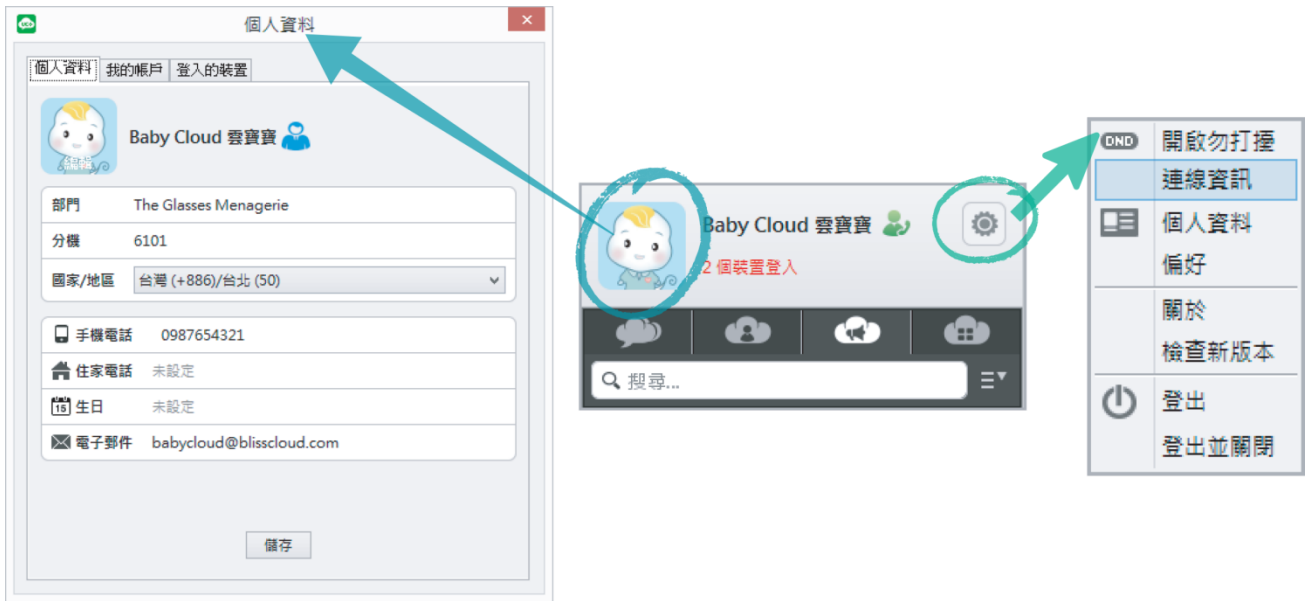 UCe
個人資料
×
個人資料 我的帳戶 登入的裝置
編輯
Baby Cloud 雲寶寶
部門 The Glasses Menagerie
分機 6101
國家/地區 台灣 (+886)/台北 (50)
手機電話 0987654321
住家電話 未設定
15 生日 未設定
電子郵件 babycloud@blisscloud.com
儲存
Baby Cloud 雲寶寶
2 個裝置登入
搜尋...
DND 開啟勿打擾
連線資訊
個人資料
偏好
關於
檢查新版本
登出
登出並關閉